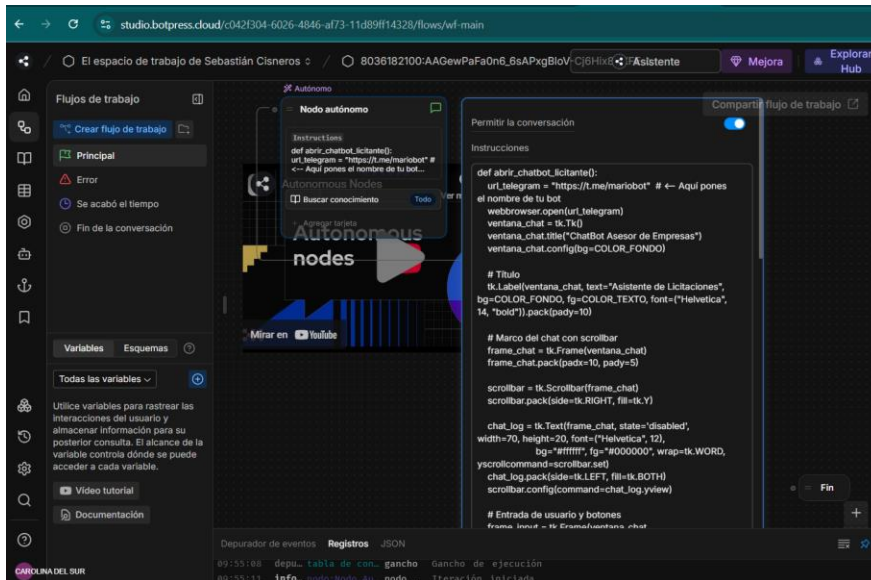 studio.botpress.cloud/c042f304-6026-4846-af73-11d89ff14328/flows/wf-main
El espacio de trabajo de Sebastián Cisneros
/
Asistente
Mejora
Explorar
Hub
Flujos de trabajo
Crear flujo de trabajo
Principal
Error
Se acabó el tiempo
Fin de la conversación
Variables
Esquemas
Todas las variables
Utilice variables para rastrear las
interacciones del usuario y
almacenar información para su
posterior consulta. El alcance de la
variable controla dónde se puede
acceder a cada variable.
Vídeo tutorial
Documentación
CAROLINA DEL SUR
Autónomo
Nodo autónomo
Instructions
def abrir_chatbot_licitante():
url_telegram = "https://t.me/mariobot" #
<-- Aquí pones el nombre de tu bot...
Autonomous Nodes
Buscar conocimiento
Todo
Agregar tarjeta
Autonomous
nodes
Mirar en YouTube
Compartir flujo de trabajo
Permitir la conversación
Instrucciones
def abrir_chatbot_licitante():
url_telegram = "https://t.me/mariobot" # <-- Aquí pones
el nombre de tu bot
webbrowser.open(url_telegram)
ventana_chat = tk.Tk()
ventana_chat.title("ChatBot Asesor de Empresas")
ventana_chat.config(bg=COLOR_FONDO)
# Título
tk.Label(ventana_chat, text="Asistente de Licitaciones",
bg=COLOR_FONDO, fg=COLOR_TEXTO, font=("Helvetica",
14, "bold")).pack(pady=10)
# Marco del chat con scrollbar
frame_chat = tk.Frame(ventana_chat)
frame_chat.pack(padx=10, pady=5)
scrollbar = tk.Scrollbar(frame_chat)
scrollbar.pack(side=tk.RIGHT, fill=tk.Y)
chat_log = tk.Text(frame_chat, state='disabled',
width=70, height=20, font=("Helvetica", 12),
bg="#ffffff", fg="#000000", wrap=tk.WORD,
yscrollcommand=scrollbar.set)
chat_log.pack(side=tk.LEFT, fill=tk.BOTH)
scrollbar.config(command=chat_log.yview)
# Entrada de usuario y botones
frame_input = tk.Frame(ventana_chat
Fin
Depurador de eventos
Registros
JSON
09:55:08 depu… tabla de con… gancho Gancho de ejecución
09:55:11 info nodo Iteración iniciada